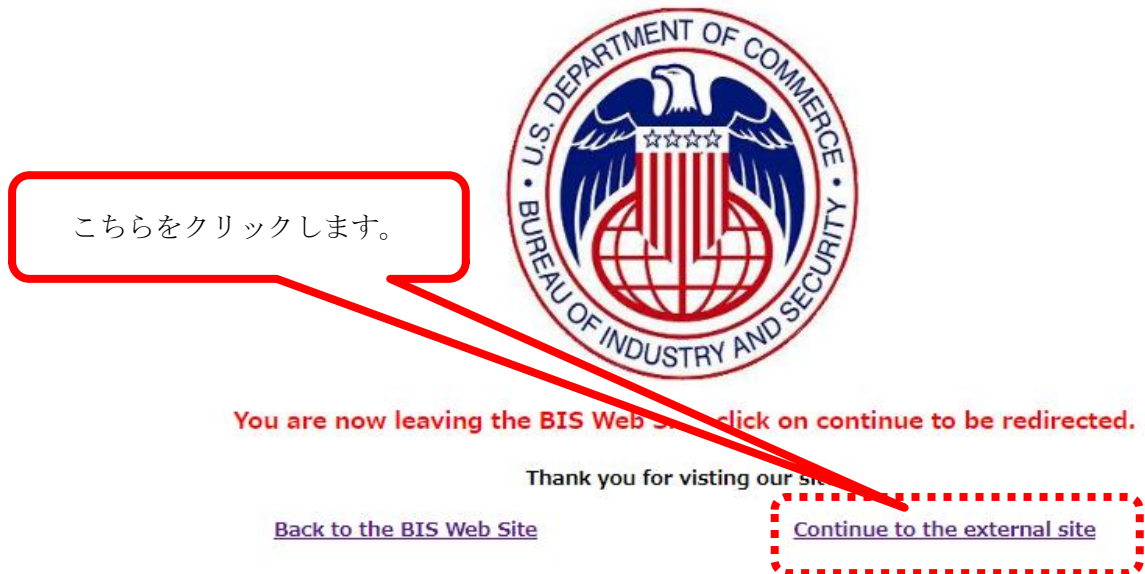 U.S. DEPARTMENT OF COMMERCE
BUREAU OF INDUSTRY AND SECURITY
こちらをクリックします。
You are now leaving the BIS Web click on continue to be redirected.
Thank you for visting our
Back to the BIS Web Site
Continue to the external site